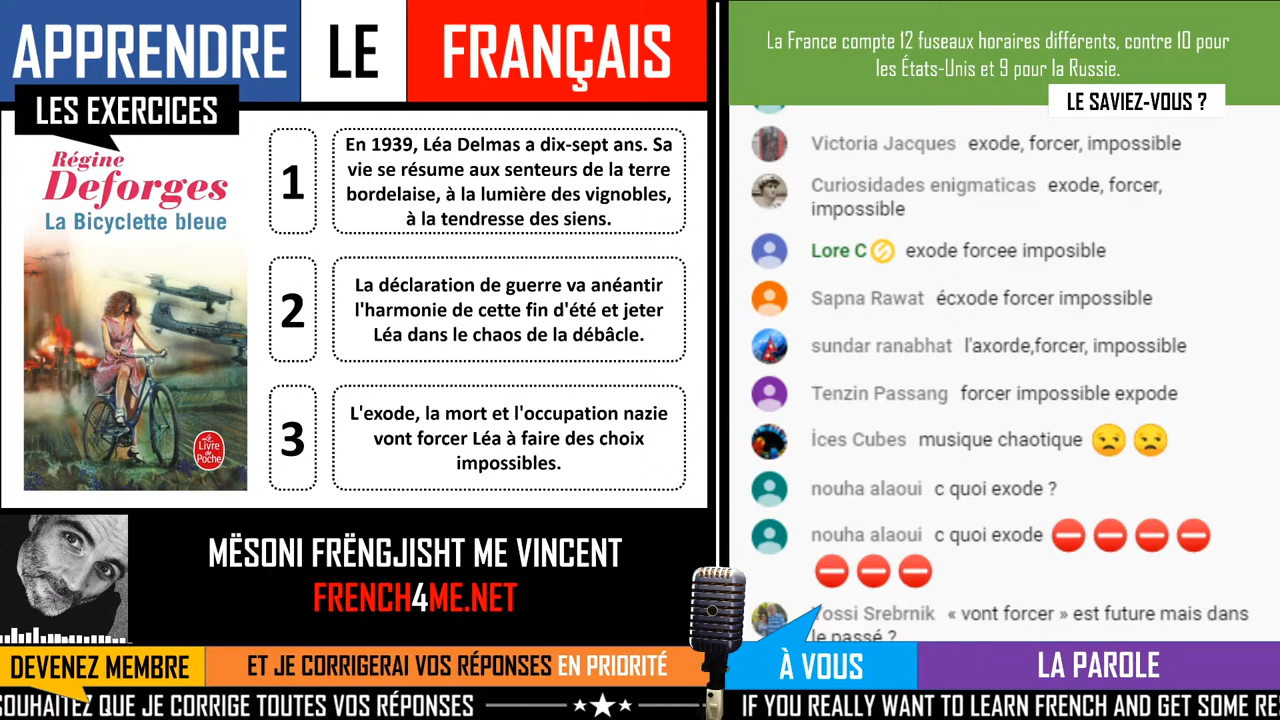 APPRENDRE LE FRANÇAIS
LES EXERCICES
Régine
Deforges
La Bicyclette bleue
Le
Livre
de
Poche
1
En 1939, Léa Delmas a dix-sept ans. Sa
vie se résume aux senteurs de la terre
bordelaise, à la lumière des vignobles,
à la tendresse des siens.
2
La déclaration de guerre va anéantir
l'harmonie de cette fin d'été et jeter
Léa dans le chaos de la débâcle.
3
L'exode, la mort et l'occupation nazie
vont forcer Léa à faire des choix
impossibles.
MËSONI FRËNGJISHT ME VINCENT
FRENCH4ME.NET
DEVENEZ MEMBRE
ET JE CORRIGERAI VOS RÉPONSES EN PRIORITÉ
La France compte 12 fuseaux horaires différents, contre 10 pour
les États-Unis et 9 pour la Russie.
LE SAVIEZ-VOUS ?
Victoria Jacques exode, forcer, impossible
Curiosidades enigmaticas exode, forcer,
impossible
Lore C exode forcee imposible
Sapna Rawat écxode forcer impossible
sundar ranabhat l'axorde,forcer, impossible
Tenzin Passang forcer impossible expode
İces Cubes musique chaotique 😒 😒
nouha alaoui c quoi exode ?
nouha alaoui c quoi exode ⛔ ⛔ ⛔ ⛔
⛔ ⛔ ⛔
Yossi Srebrnik « vont forcer » est future mais dans
le passé ?
À VOUS
LA PAROLE
SOUHAITEZ QUE JE CORRIGE TOUTES VOS RÉPONSES
IF YOU REALLY WANT TO LEARN FRENCH AND GET SOME RE